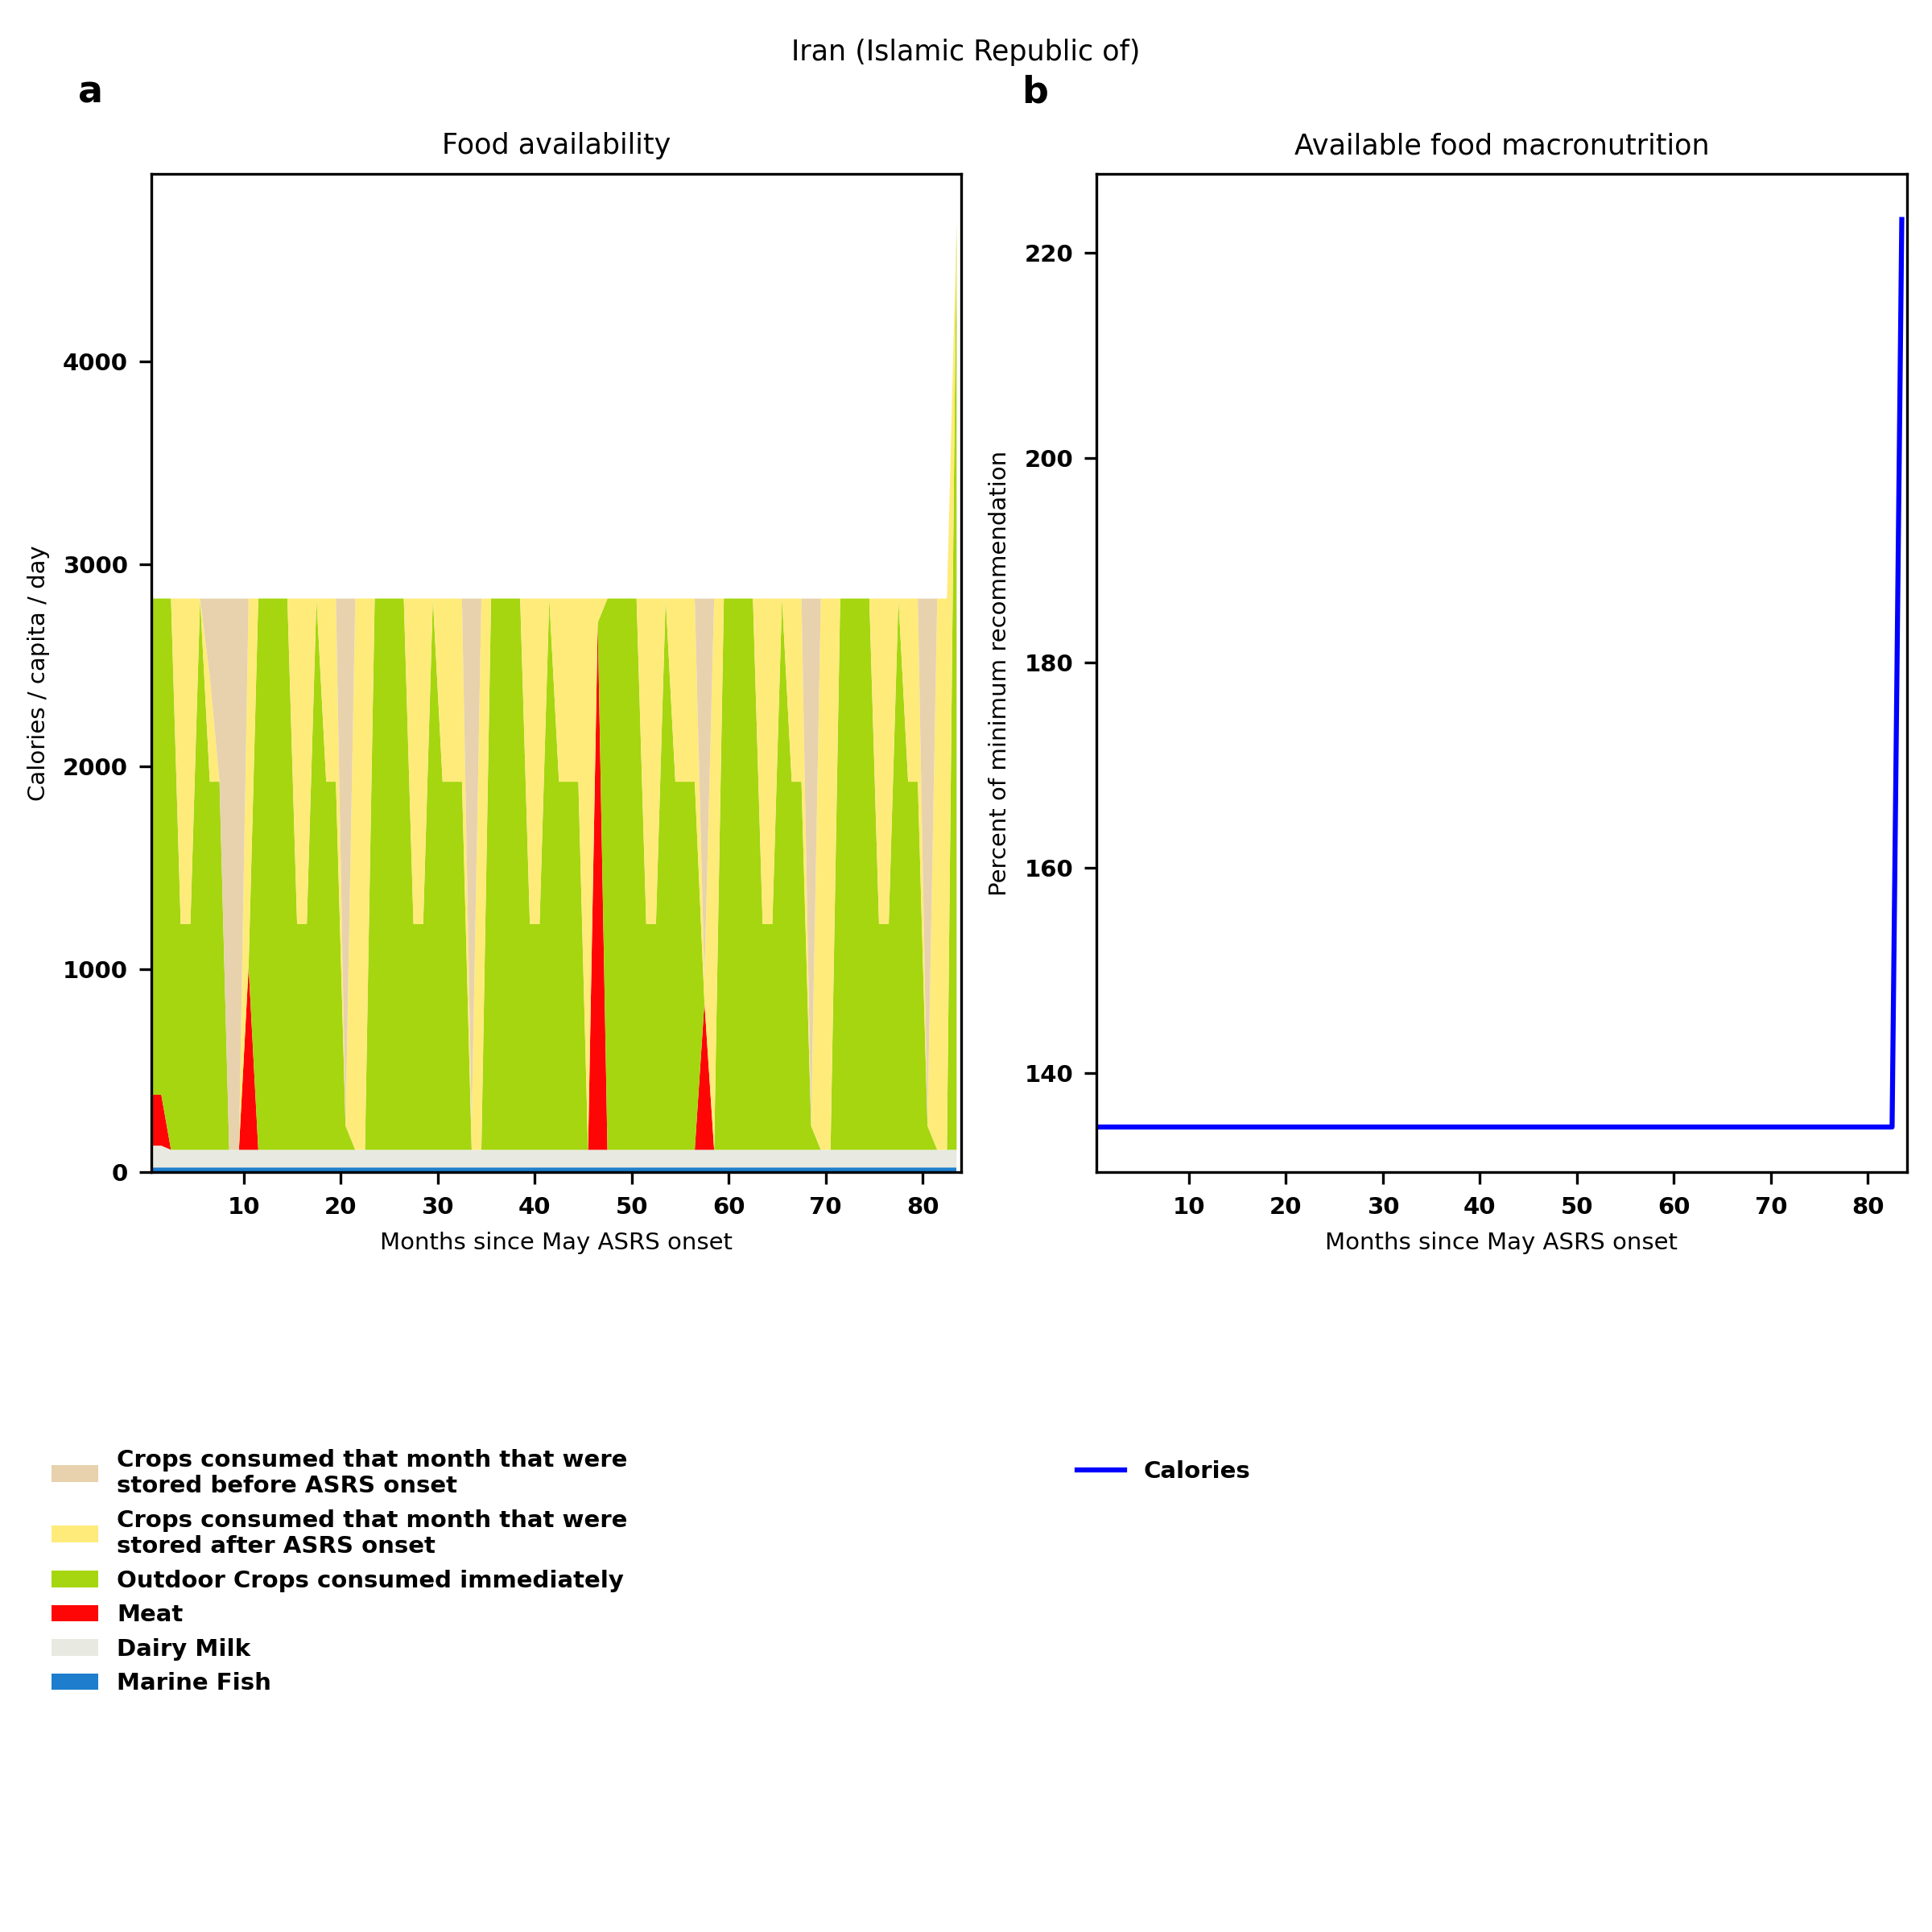 Iran (Islamic Republic of)
a
Food availability
Calories / capita / day
4000
3000
2000
1000
0
10 20 30 40 50 60 70 80
Months since May ASRS onset
b
Available food macronutrition
Percent of minimum recommendation
220
200
180
160
140
10 20 30 40 50 60 70 80
Months since May ASRS onset
Crops consumed that month that were
stored before ASRS onset
Crops consumed that month that were
stored after ASRS onset
Outdoor Crops consumed immediately
Meat
Dairy Milk
Marine Fish
Calories